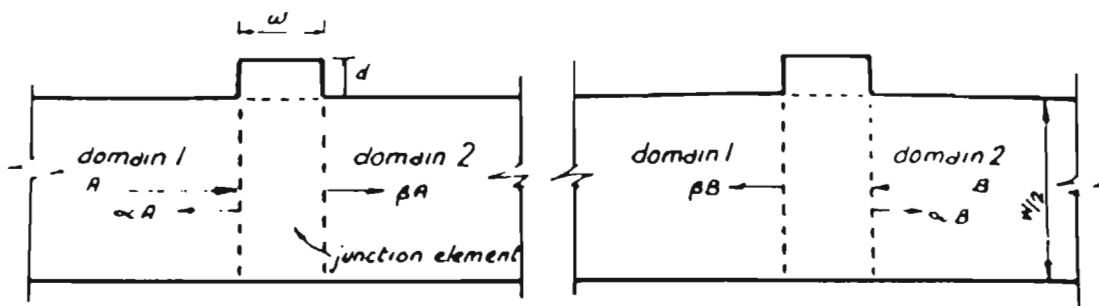 w
d
domain 1
domain 2
A
βA
αA
junction element
domain 1
domain 2
βB
B
αB
W/2